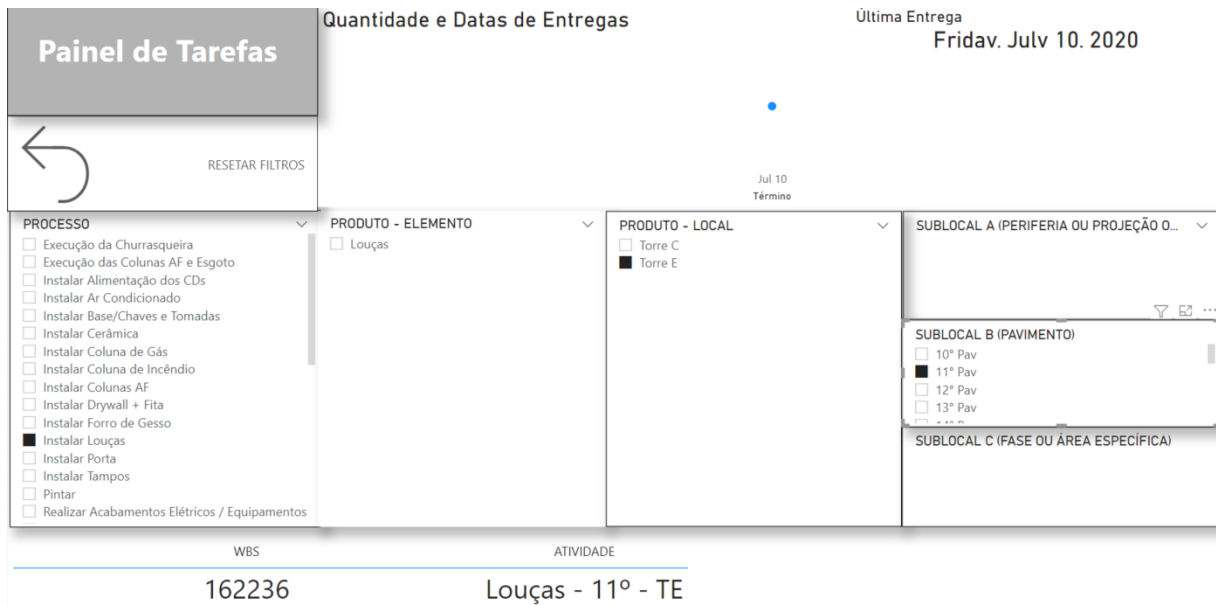 Painel de Tarefas
Quantidade e Datas de Entregas
Última Entrega
Friday, July 10, 2020
RESETAR FILTROS
Jul 10
Término
PROCESSO
Execução da Churrasqueira
Execução das Colunas AF e Esgoto
Instalar Alimentação dos CDs
Instalar Ar Condicionado
Instalar Base/Chaves e Tomadas
Instalar Cerâmica
Instalar Coluna de Gás
Instalar Coluna de Incêndio
Instalar Colunas AF
Instalar Drywall + Fita
Instalar Forro de Gesso
Instalar Louças
Instalar Porta
Instalar Tampos
Pintar
Realizar Acabamentos Elétricos / Equipamentos
PRODUTO - ELEMENTO
Louças
PRODUTO - LOCAL
Torre C
Torre E
SUBLOCAL A (PERIFERIA OU PROJEÇÃO O...
SUBLOCAL B (PAVIMENTO)
10° Pav
11° Pav
12° Pav
13° Pav
SUBLOCAL C (FASE OU ÁREA ESPECÍFICA)
WBS
ATIVIDADE
162236
Louças - 11º - TE